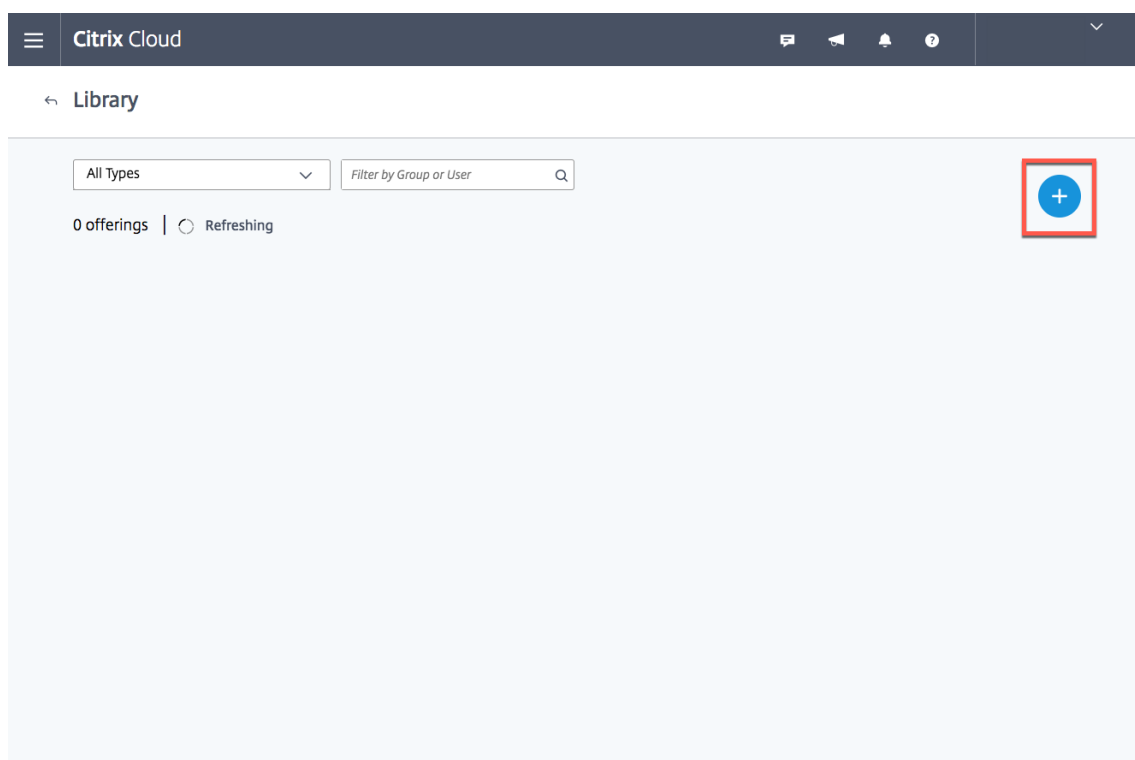 Citrix Cloud
Library
All Types
Filter by Group or User
0 offerings
Refreshing